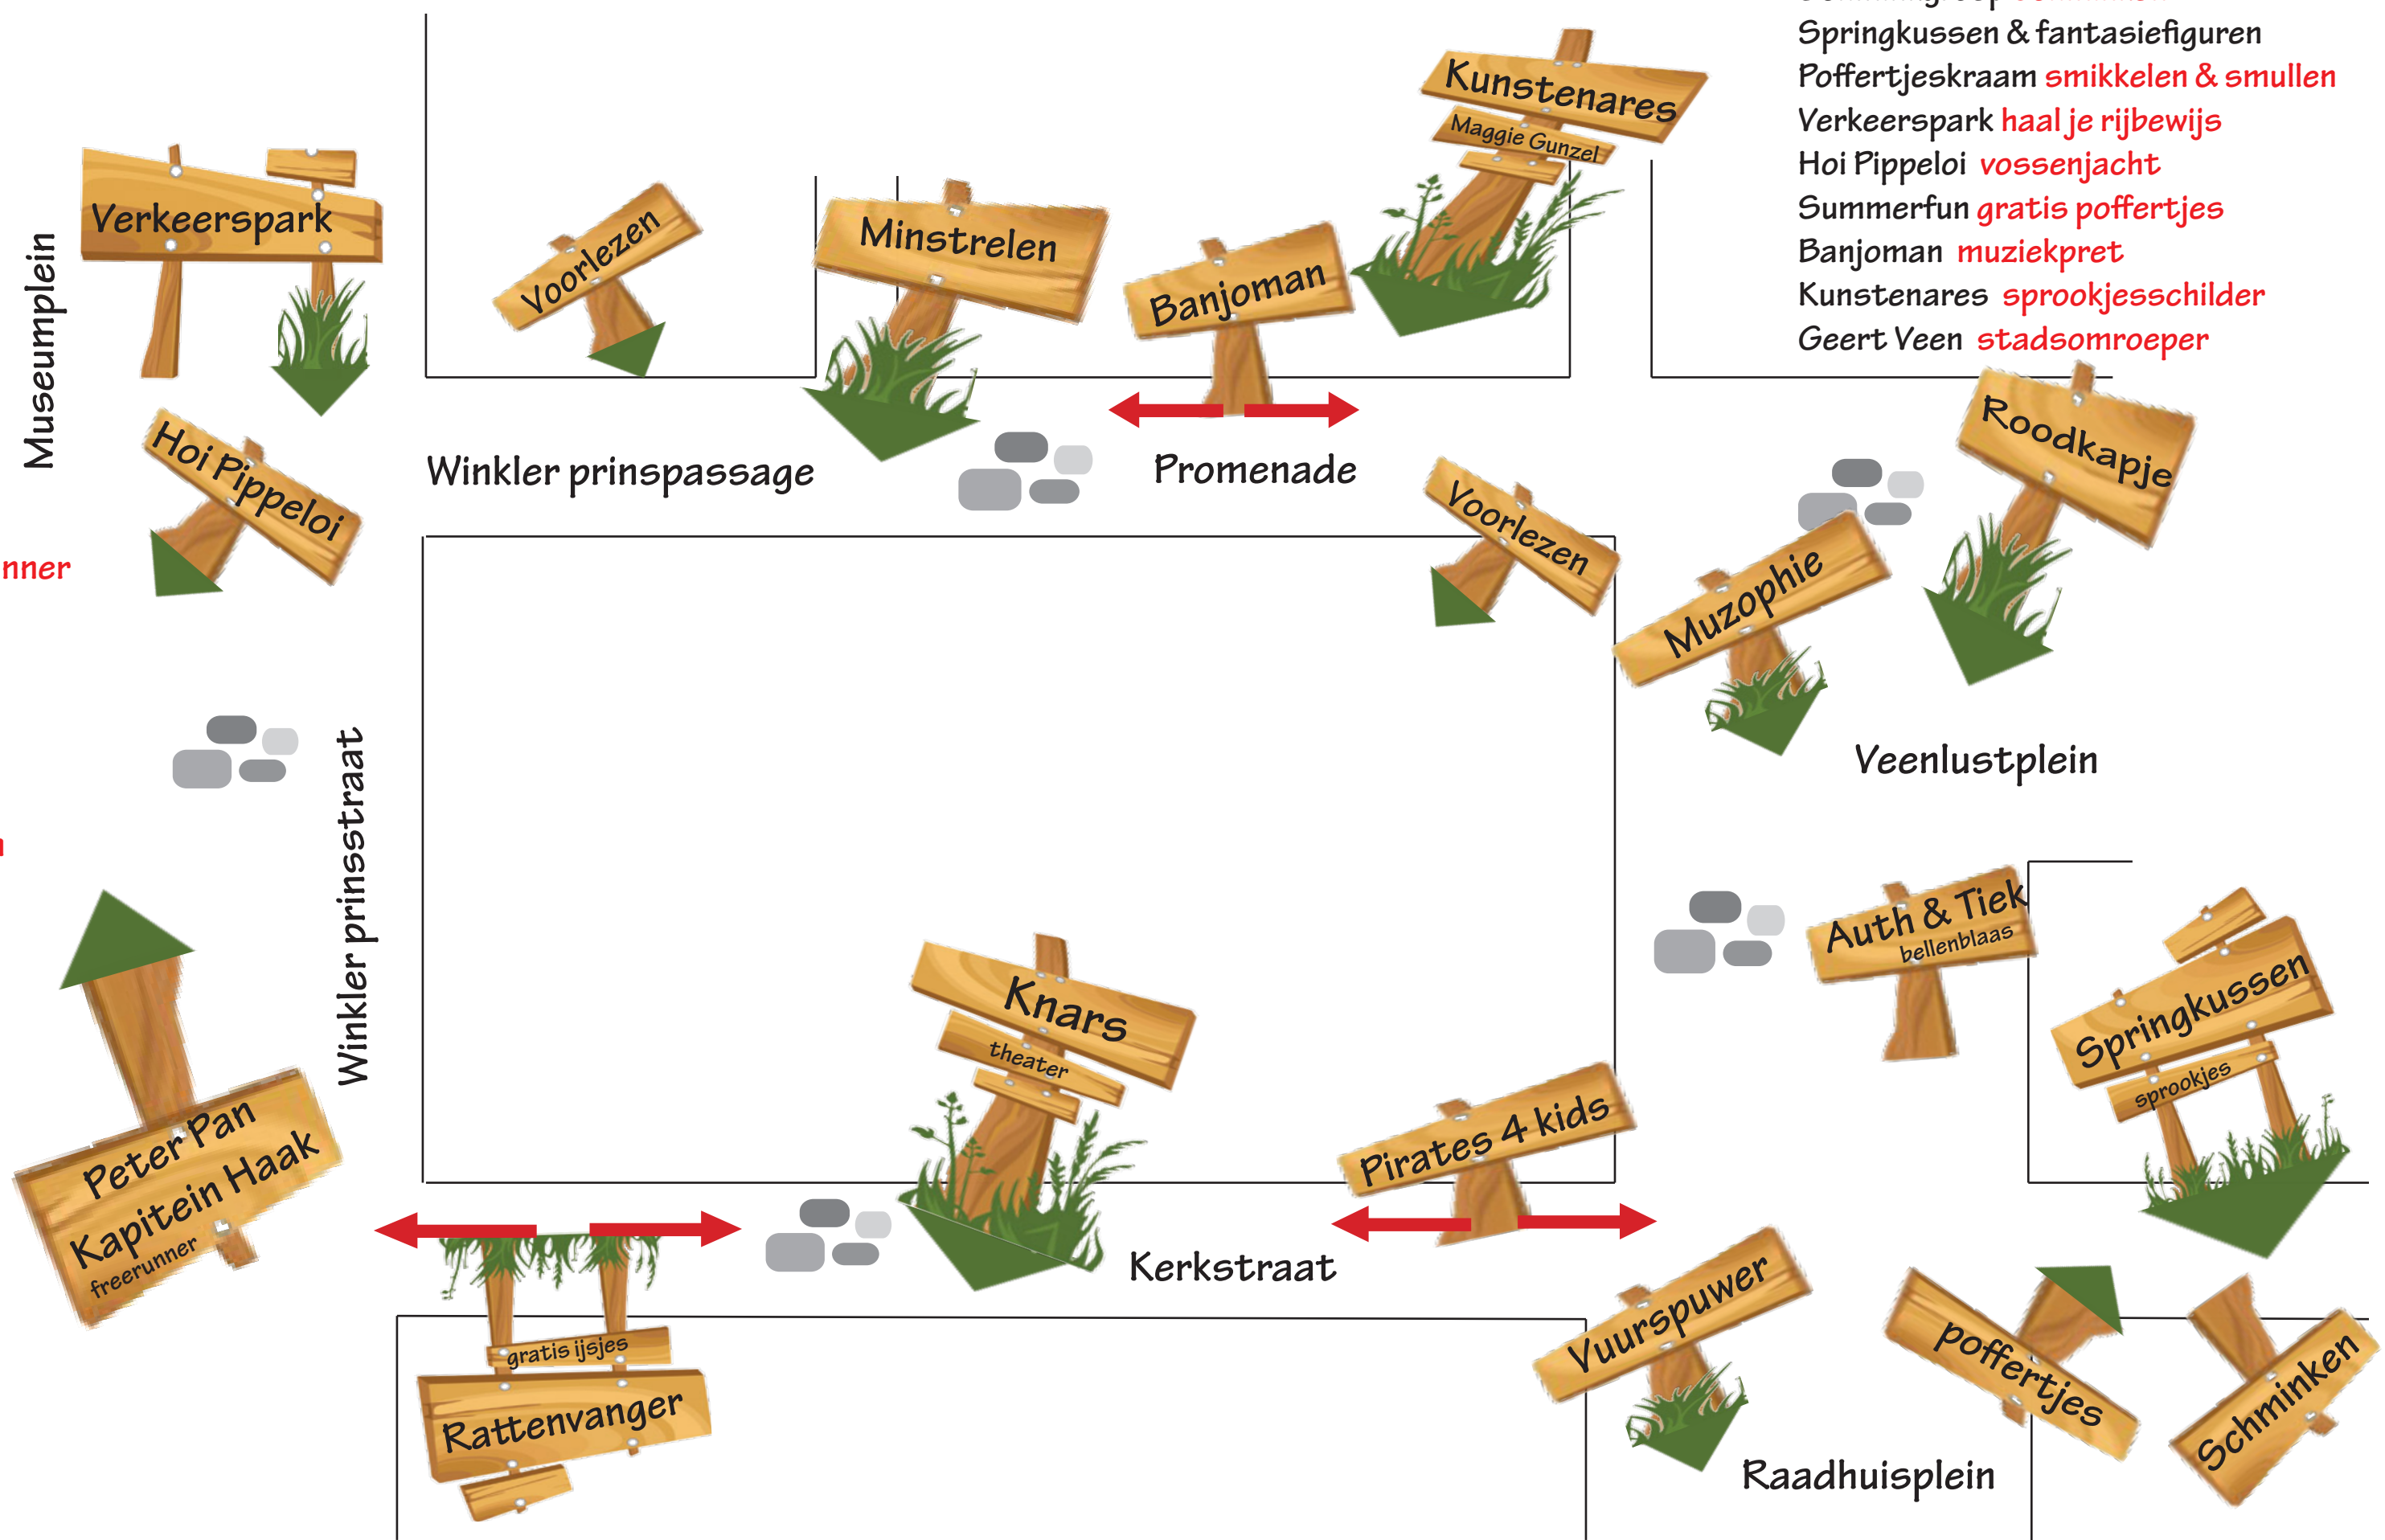 Springkussen & fantasiefiguren
Poffertjeskraam smikkelen & smullen
Verkeerspark haal je rijbewijs
Hoi Pippeloi vossenjacht
Summerfun gratis poffertjes
Banjoman muziekpret
Kunstenares sprookjesschilder
Geert Veen stadsomroeper
Kunstenares
Maggie Gunzel
Verkeerspark
Voorlezen
Minstrelen
Banjoman
Museumplein
Hoi Pippeloi
Winkler prinspassage
Promenade
Voorlezen
Roodkapje
Muzophie
nner
Veenlustplein
Winkler prinsstraat
Auth & Tiek
bellenblaas
Springkussen
sprookjes
Knars
theater
Pirates 4 kids
Peter Pan
Kapitein Haak
freerunner
Kerkstraat
Vuurspuwer
poffertjes
Schminken
gratis ijsjes
Rattenvanger
Raadhuisplein